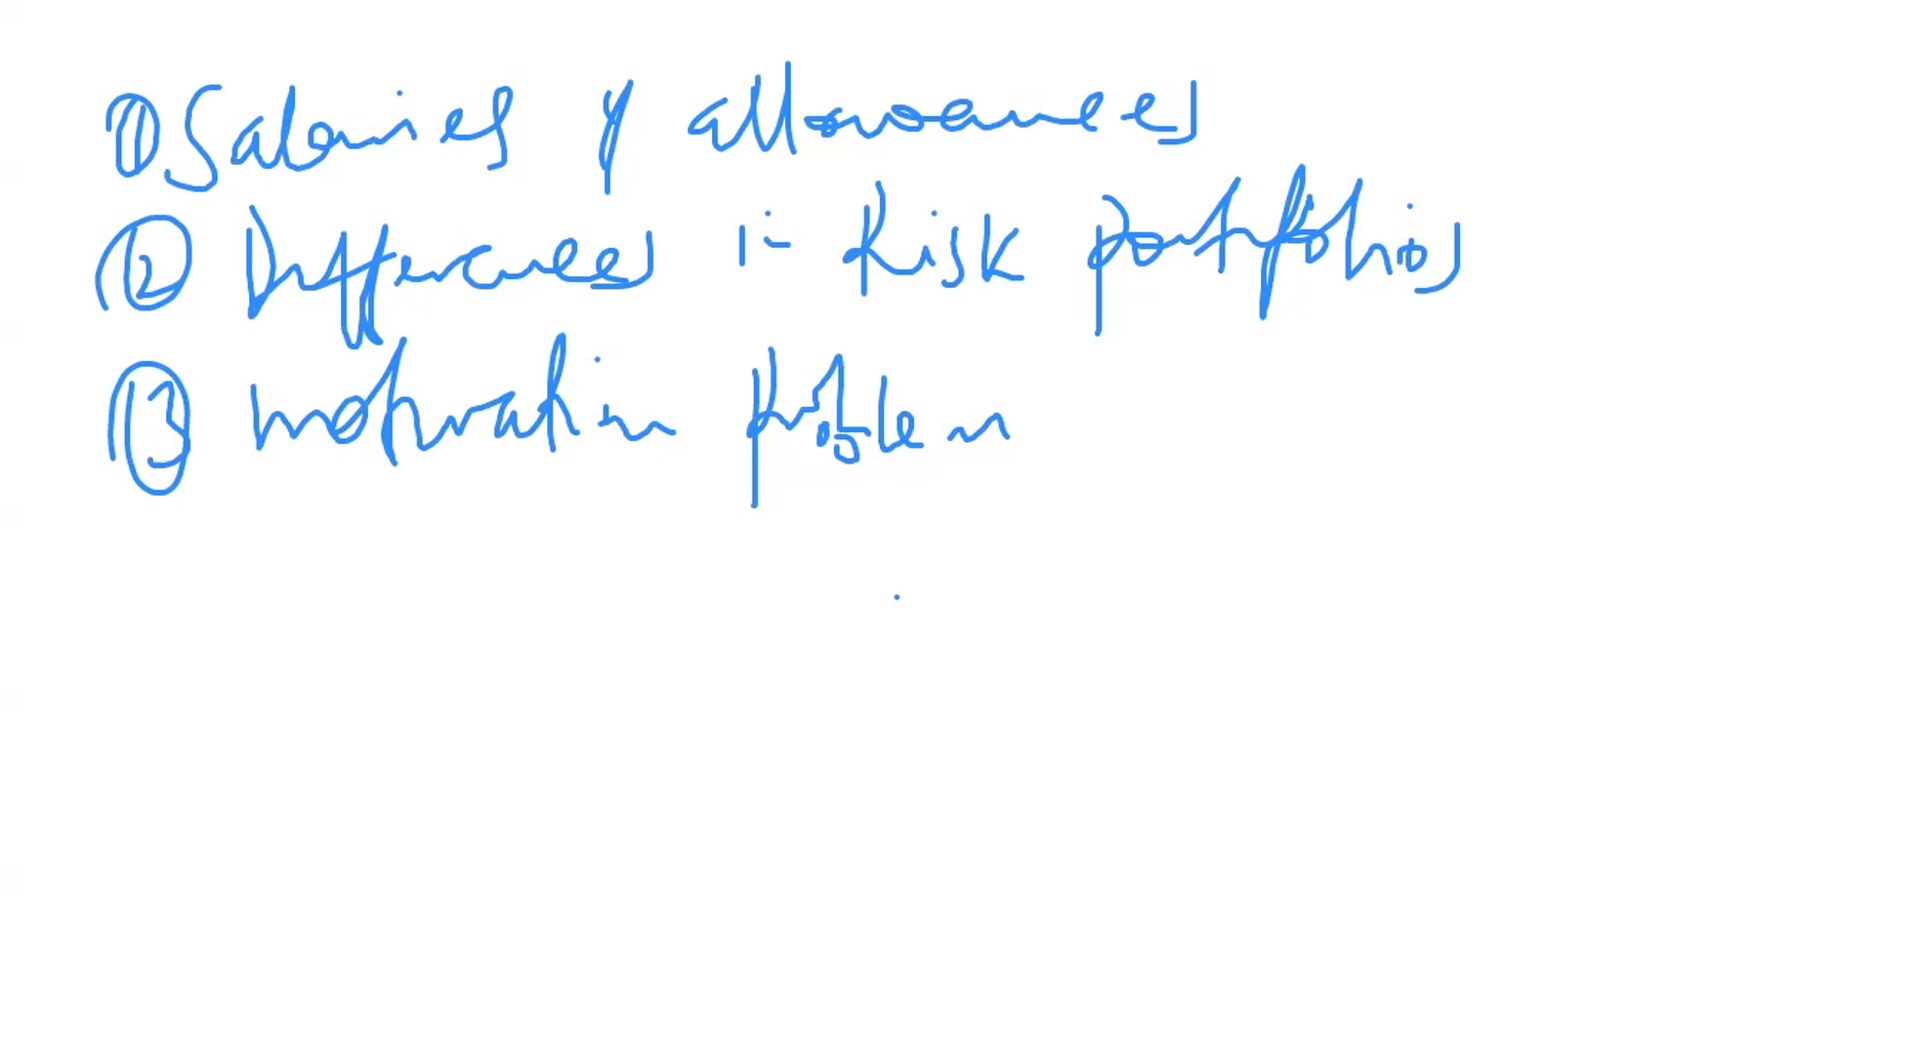 ① Salaries & allowances
② Differences in Risk portfolios
③ motivation problem